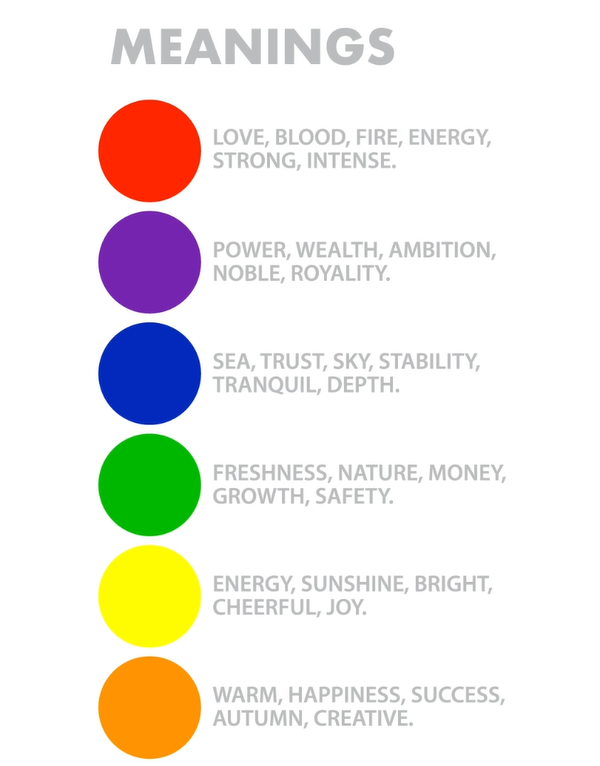 MEANINGS
LOVE, BLOOD, FIRE, ENERGY,
STRONG, INTENSE.
POWER, WEALTH, AMBITION,
NOBLE, ROYALITY.
SEA, TRUST, SKY, STABILITY,
TRANQUIL, DEPTH.
FRESHNESS, NATURE, MONEY,
GROWTH, SAFETY.
ENERGY, SUNSHINE, BRIGHT,
CHEERFUL, JOY.
WARM, HAPPINESS, SUCCESS,
AUTUMN, CREATIVE.